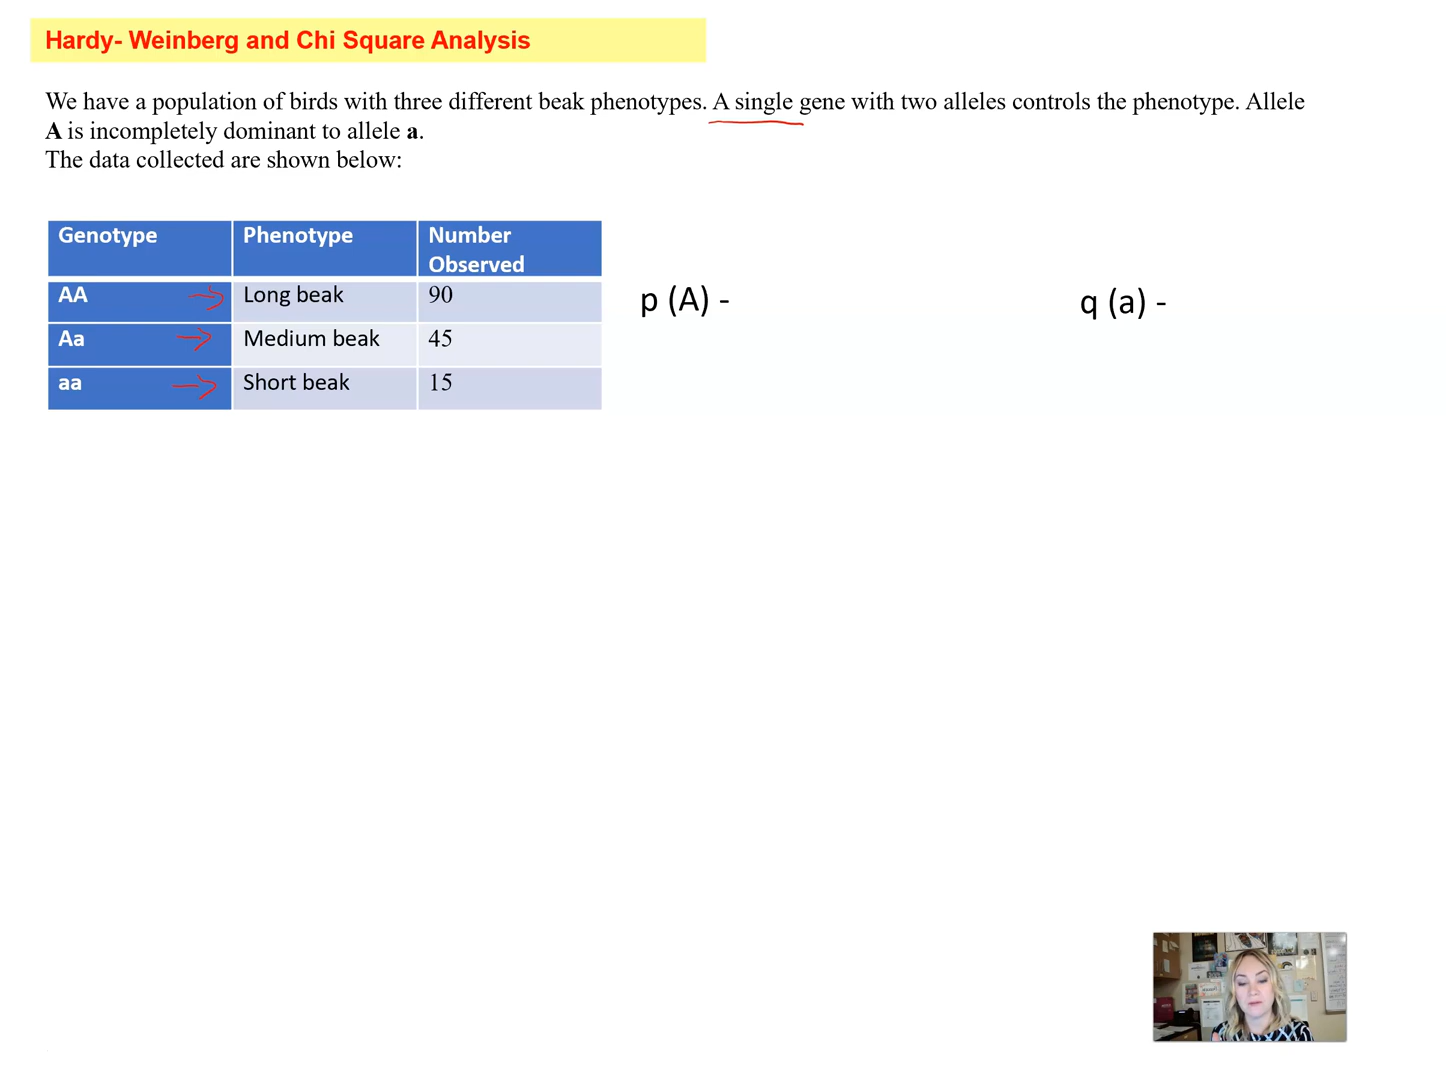 Hardy- Weinberg and Chi Square Analysis
We have a population of birds with three different beak phenotypes. A single gene with two alleles controls the phenotype. Allele
A is incompletely dominant to allele a.
The data collected are shown below:
Genotype Phenotype Number
Observed
AA Long beak 90
Aa Medium beak 45
aa Short beak 15
p (A) -
q (a) -